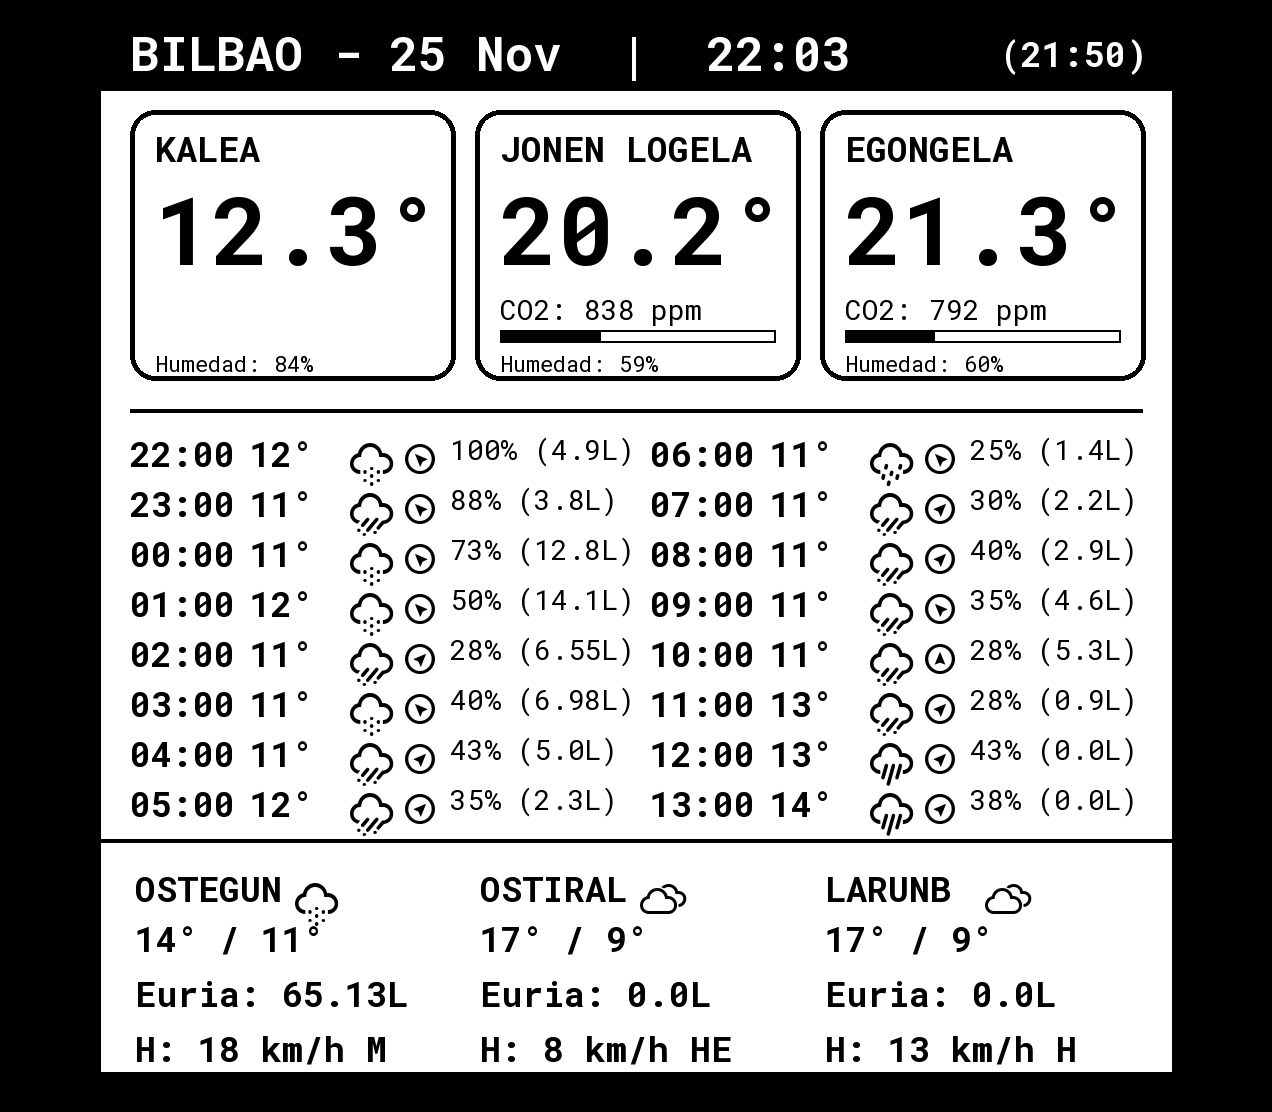 BILBAO - 25 Nov | 22:03 (21:50)
KALEA
12.3°
Humedad: 84%
JONEN LOGELA
20.2°
CO2: 838 ppm
Humedad: 59%
EGONGELA
21.3°
CO2: 792 ppm
Humedad: 60%
22:00 12° 100% (4.9L)
23:00 11° 88% (3.8L)
00:00 11° 73% (12.8L)
01:00 12° 50% (14.1L)
02:00 11° 28% (6.55L)
03:00 11° 40% (6.98L)
04:00 11° 43% (5.0L)
05:00 12° 35% (2.3L)
06:00 11° 25% (1.4L)
07:00 11° 30% (2.2L)
08:00 11° 40% (2.9L)
09:00 11° 35% (4.6L)
10:00 11° 28% (5.3L)
11:00 13° 28% (0.9L)
12:00 13° 43% (0.0L)
13:00 14° 38% (0.0L)
OSTEGUN
14° / 11°
Euria: 65.13L
H: 18 km/h M
OSTIRAL
17° / 9°
Euria: 0.0L
H: 8 km/h HE
LARUNB
17° / 9°
Euria: 0.0L
H: 13 km/h H